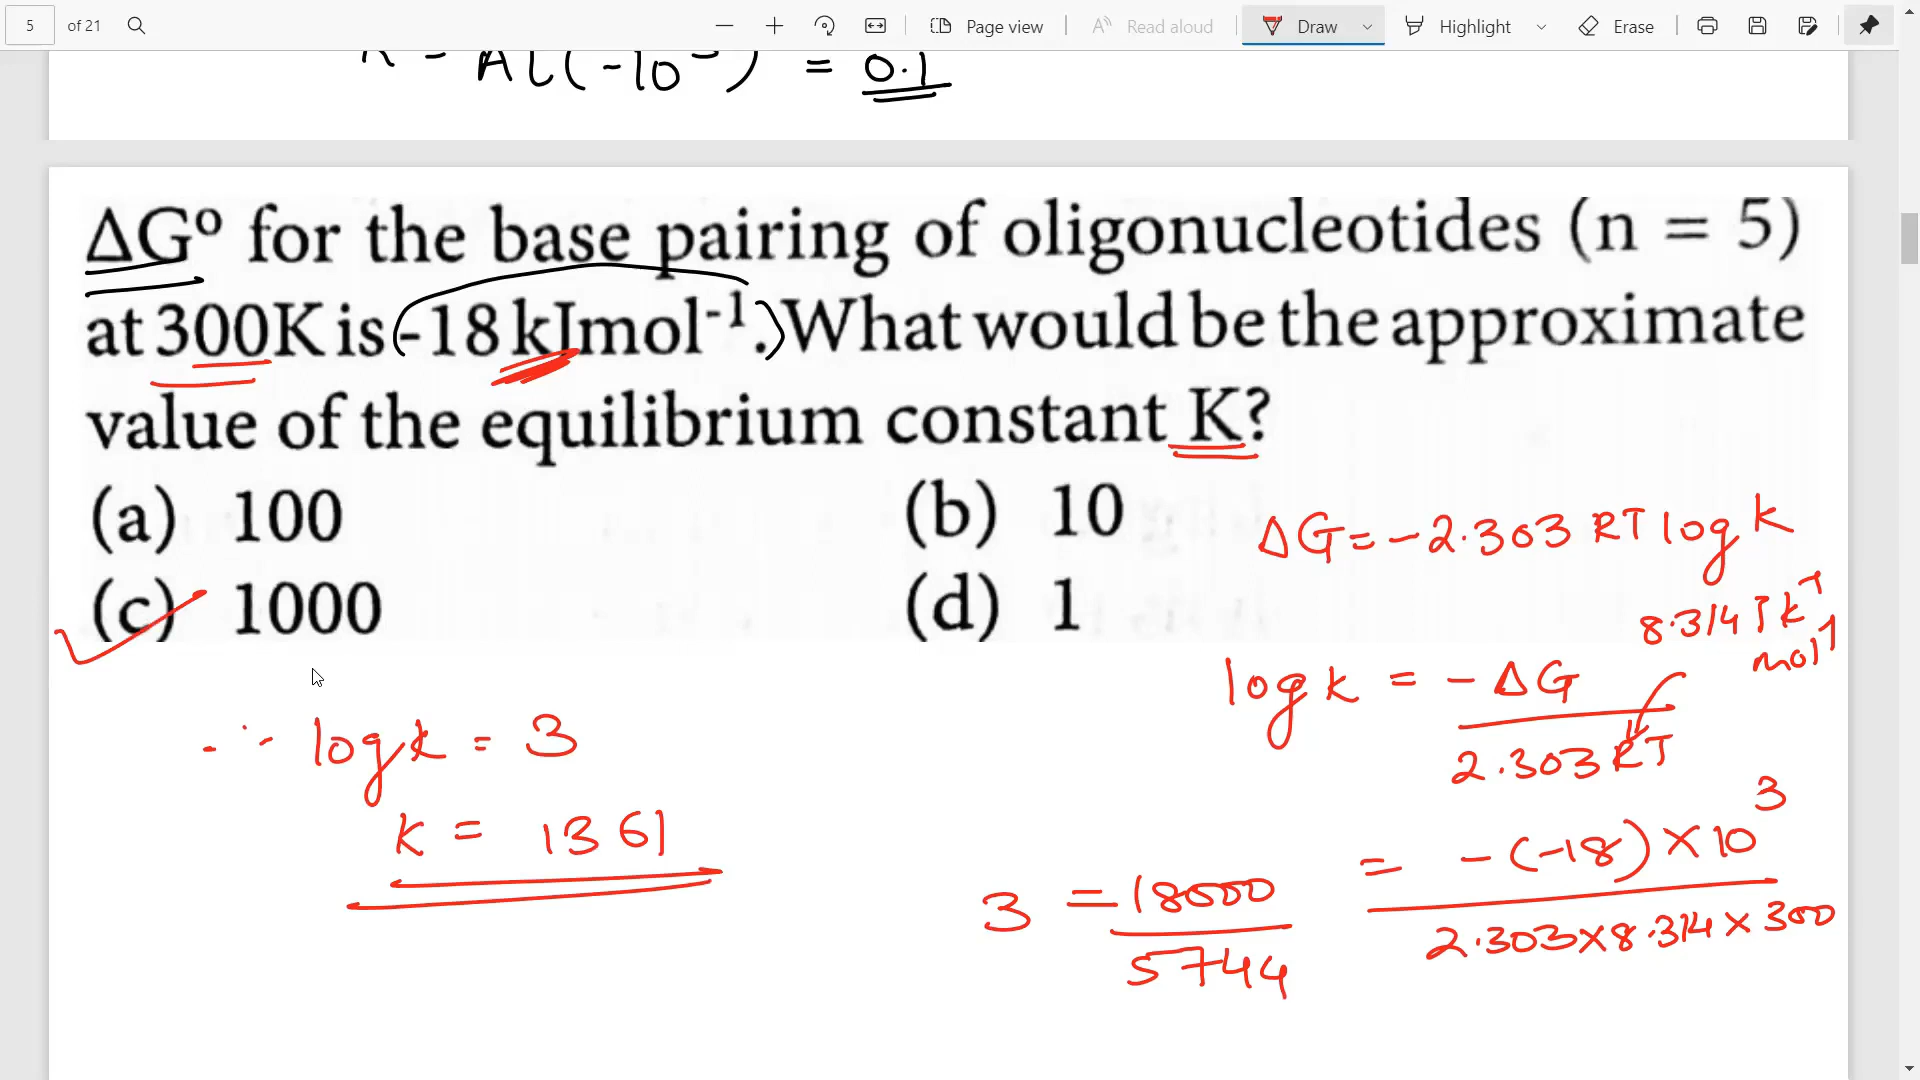 5 of 21 Page view Read aloud Draw Highlight Erase
= 0.1
ΔG° for the base pairing of oligonucleotides (n = 5)
at 300K is (-18 kJmol⁻¹.) What would be the approximate
value of the equilibrium constant K?
(a) 100 (b) 10
(c) 1000 (d) 1
ΔG = -2.303 RT log k
8.314 J k⁻¹
mol⁻¹
log k = -ΔG
2.303 RT
= -(-18) × 10³
2.303×8.314×300
3 = 18000
5744
∴ log k = 3
k = 1361